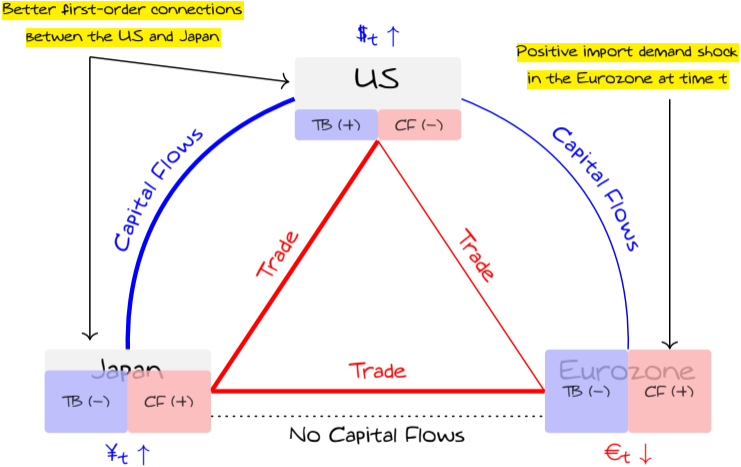 Better first-order connections
betwen the US and Japan
$t ↑
Positive import demand shock
in the Eurozone at time t
US
TB (+)
CF (-)
Capital Flows
Capital Flows
Trade
Trade
Japan
TB (-)
CF (+)
Trade
Eurozone
TB (-)
CF (+)
No Capital Flows
¥t ↑
€t ↓